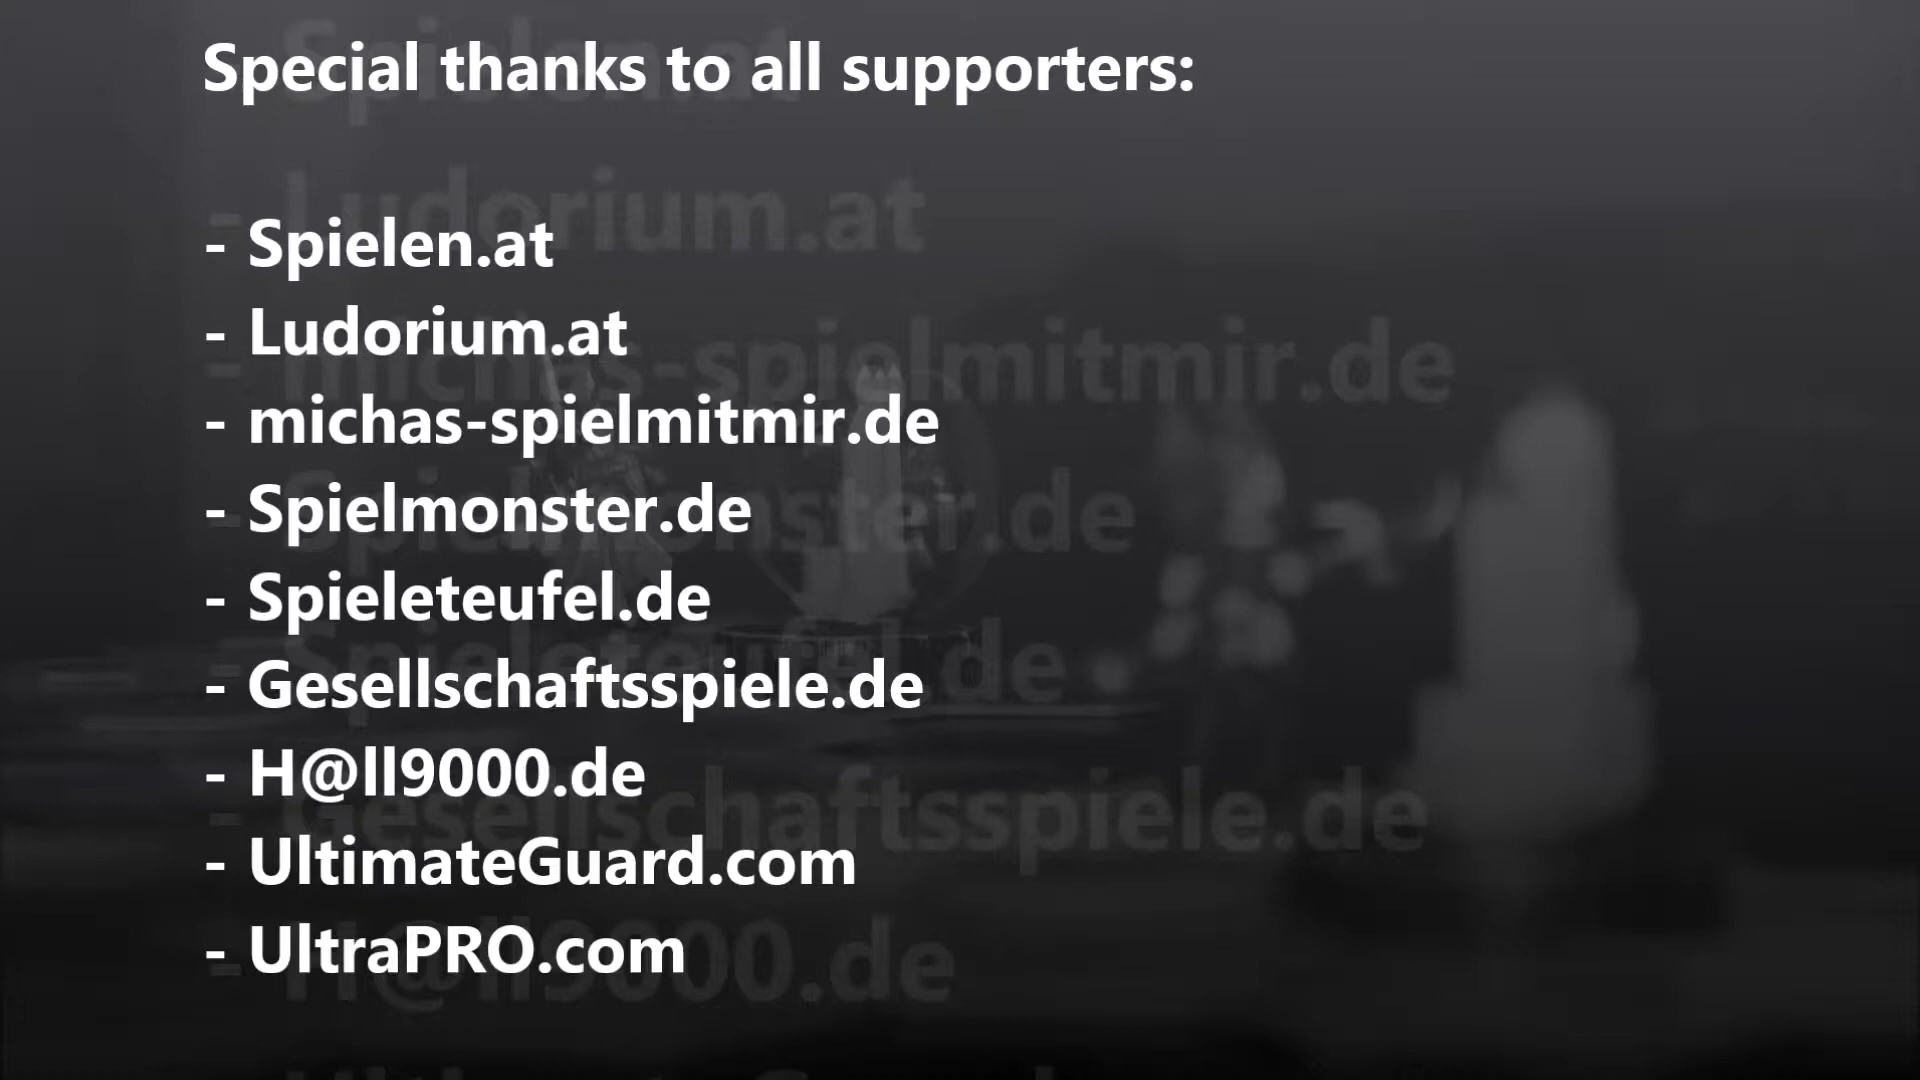 Special thanks to all supporters:
- Spielen.at
- Ludorium.at
- michas-spielmitmir.de
- Spielmonster.de
- Spieleteufel.de
- Gesellschaftsspiele.de
- H@ll9000.de
- UltimateGuard.com
- UltraPRO.com